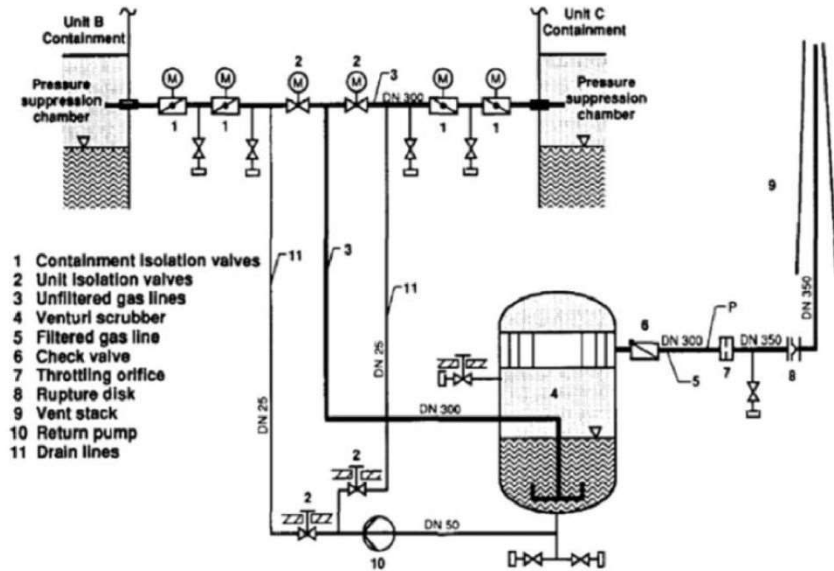 Unit B
Containment
Unit C
Containment
Pressure
suppression
chamber
M
M
2
M
2
M
3
DN 300
M
M
Pressure
suppression
chamber
1
1
1
1
9
1 Containment isolation valves
2 Unit isolation valves
3 Unfiltered gas lines
4 Venturi scrubber
5 Filtered gas line
6 Check valve
7 Throttling orifice
8 Rupture disk
9 Vent stack
10 Return pump
11 Drain lines
11
3
11
DN 25
DN 25
DN 300
4
6
DN 300
P
5
7
DN 350
8
DN 350
2
2
10
DN 50